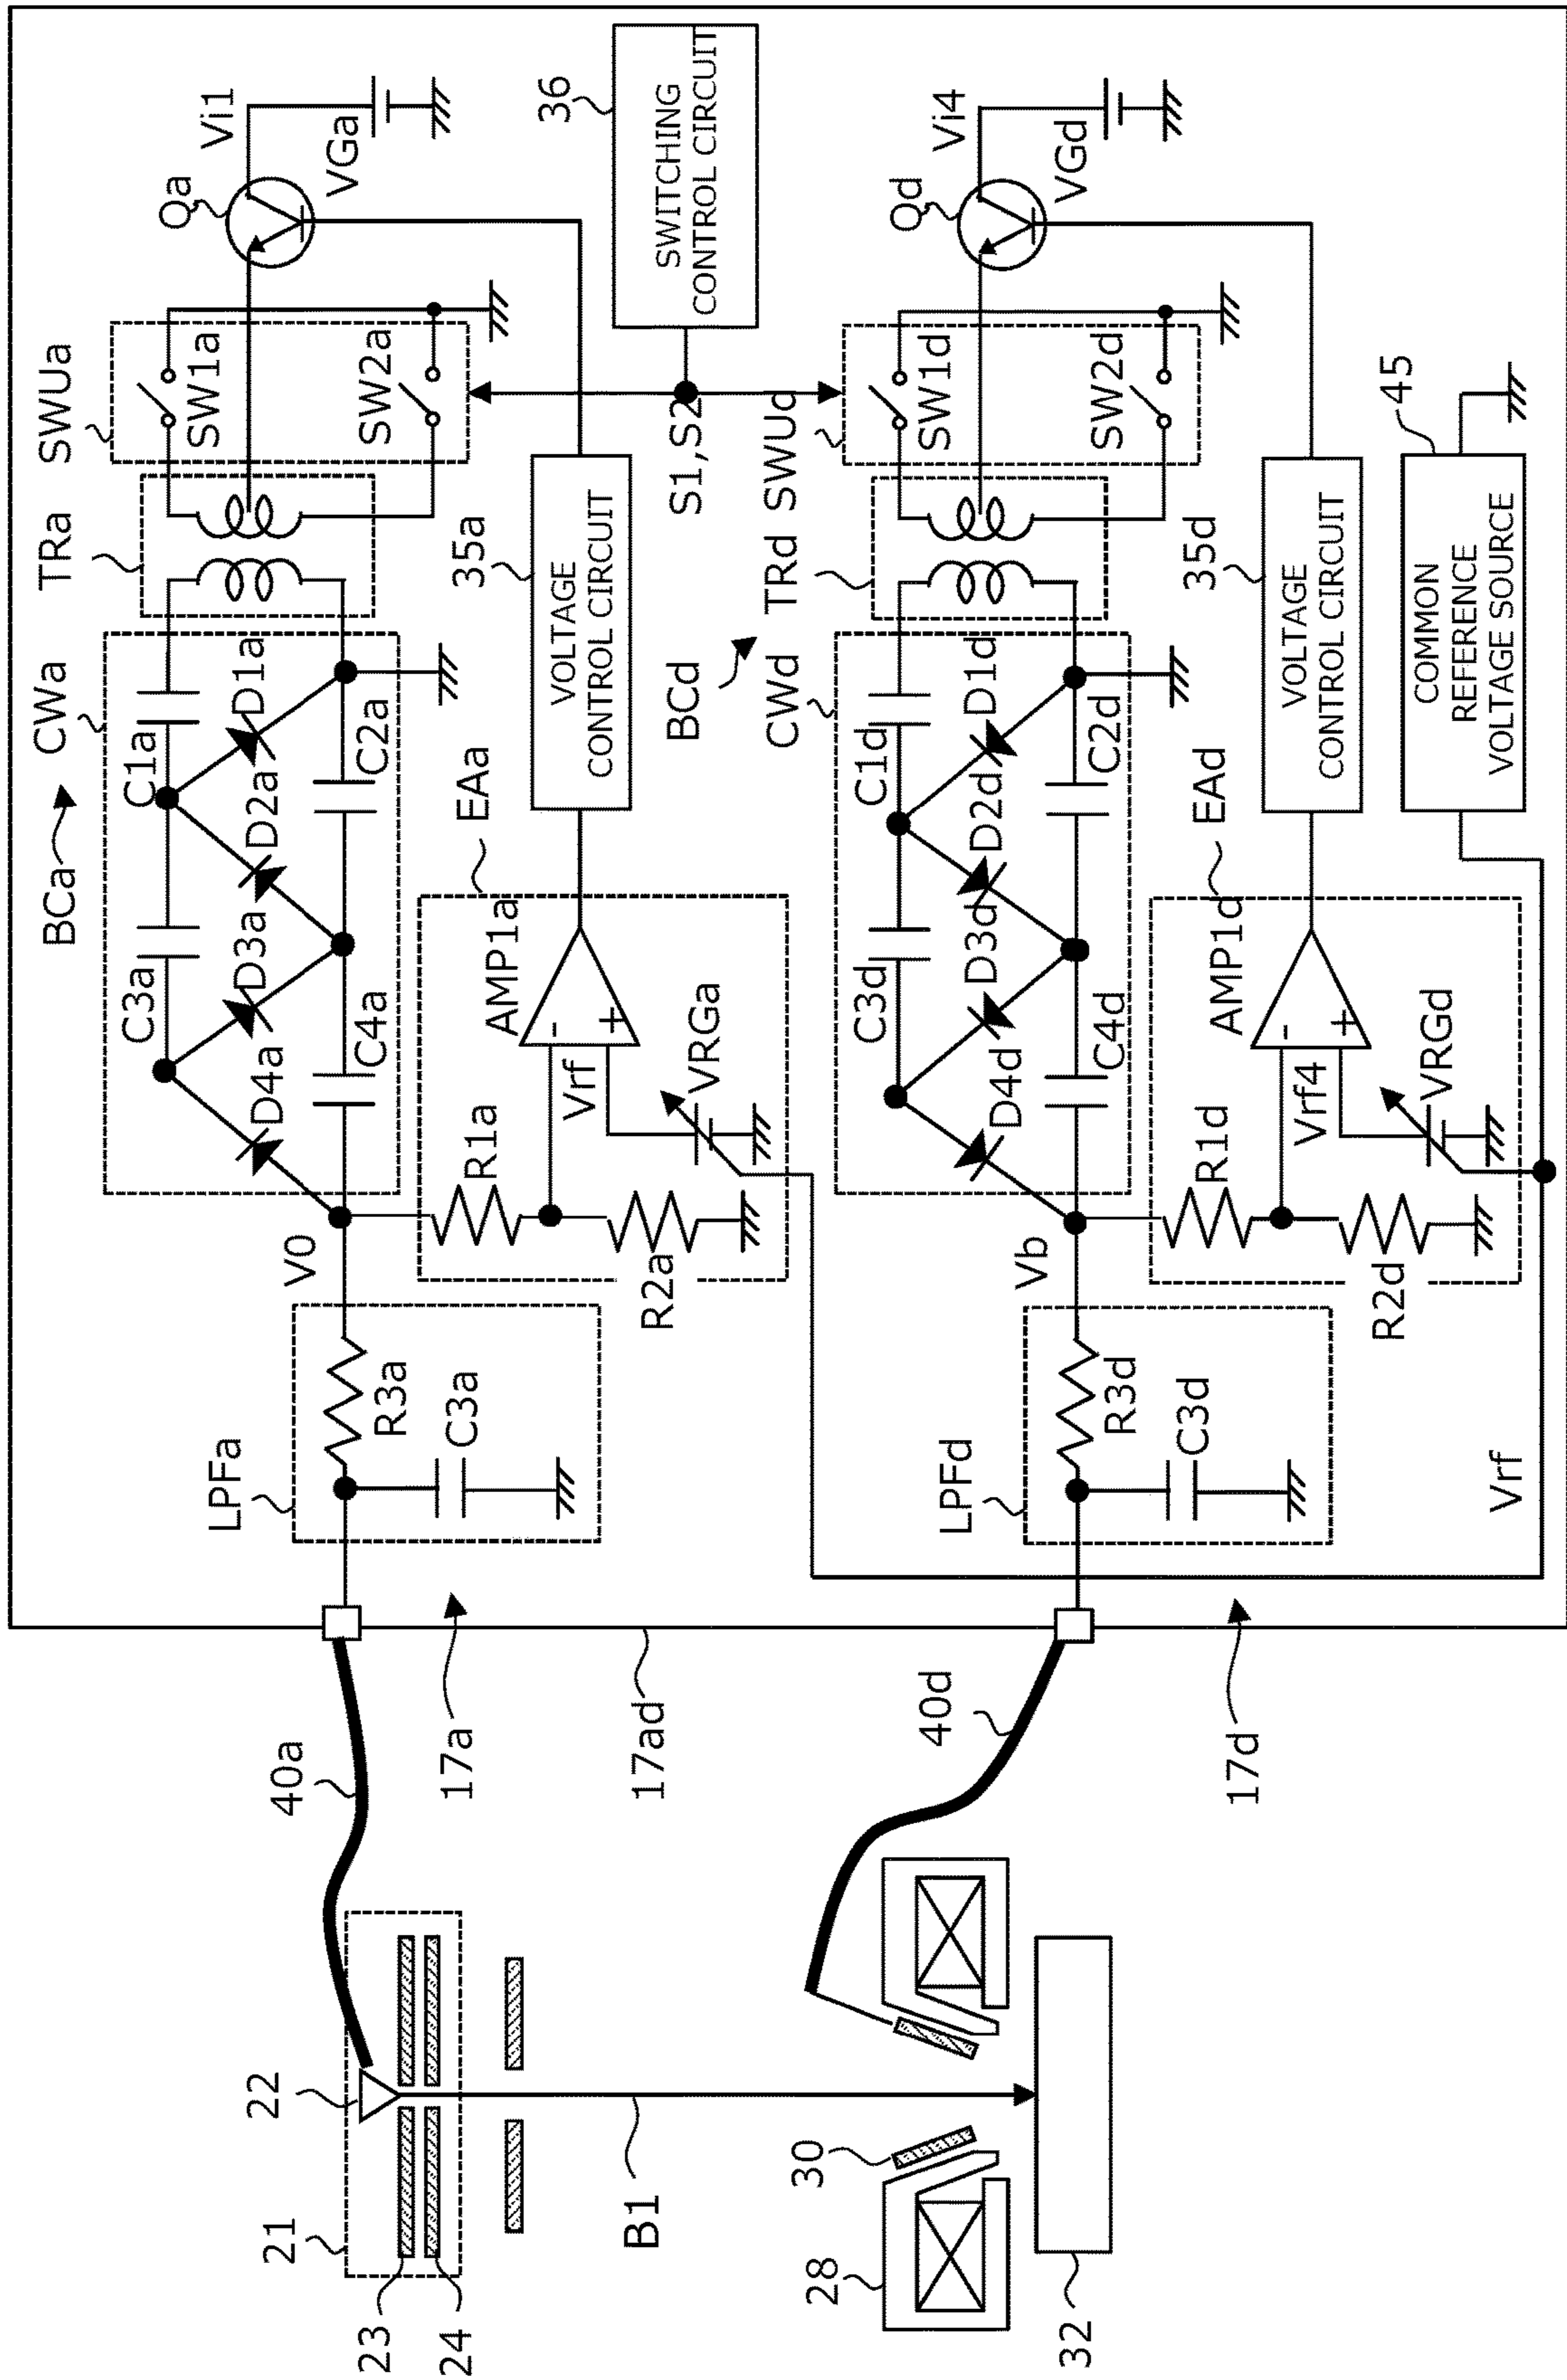 BCa
CWa
TRa
SWUa
Qa
Vi1
C3a
C1a
SW1a
VGa
D4a
D3a
D2a
D1a
SW2a
C4a
C2a
V0
LPFa
R3a
C3a
R1a
R2a
Vrf
AMP1a
-
+
VRGa
EAa
35a
VOLTAGE
CONTROL CIRCUIT
36
SWITCHING
CONTROL CIRCUIT
S1,S2
BCd
CWd
TRd
SWUd
Qd
Vi4
C3d
C1d
SW1d
VGd
D4d
D3d
D2d
D1d
SW2d
C4d
C2d
Vb
LPFd
R3d
C3d
R1d
R2d
Vrf4
AMP1d
-
+
VRGd
EAd
35d
VOLTAGE
CONTROL CIRCUIT
45
COMMON
REFERENCE
VOLTAGE SOURCE
Vrf
40a
17a
17ad
40d
17d
21
22
23
24
B1
30
28
32